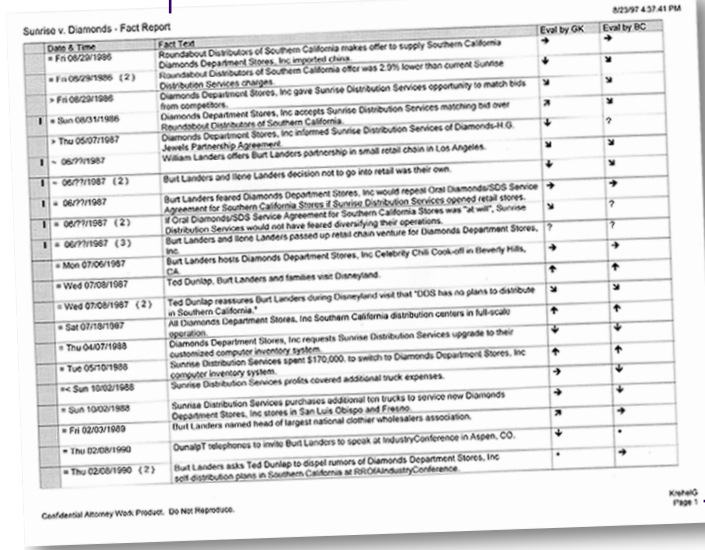 8/23/97 4:37:41 PM
Sunrise v. Diamonds - Fact Report
Date & Time Fact Text Eval by GK Eval by BC
= Fri 08/29/1986 Roundabout Distributors of Southern California makes offer to supply Southern California → →
Diamonds Department Stores, Inc imported china.
= Fri 08/29/1986 (2) Roundabout Distributors of Southern California offer was 2.9% lower than current Sunrise ↓ ↘
Distribution Services charges.
> Fri 08/29/1986 Diamonds Department Stores, Inc gave Sunrise Distribution Services opportunity to match bids ↘ ↘
from competitors.
= Sun 08/31/1986 Diamonds Department Stores, Inc accepts Sunrise Distribution Services matching bid over ↗ ↘
Roundabout Distributors of Southern California.
> Thu 05/07/1987 Diamonds Department Stores, Inc informed Sunrise Distribution Services of Diamonds-H.G. ↓ ?
Jewels Partnership Agreement.
~ 06/??/1987 William Landers offers Burt Landers partnership in small retail chain in Los Angeles. ↘ ↘
~ 06/??/1987 (2) Burt Landers and Ilene Landers decision not to go into retail was their own. ↓ ↘
= 06/??/1987 Burt Landers feared Diamonds Department Stores, Inc would repeal Oral Diamonds/SDS Service → →
Agreement for Southern California Stores if Sunrise Distribution Services opened retail stores.
= 06/??/1987 (2) If Oral Diamonds/SDS Service Agreement for Southern California Stores was "at will", Sunrise ↘ ?
Distribution Services would not have feared diversifying their operations.
= 06/??/1987 (3) Burt Landers and Ilene Landers passed up retail chain venture for Diamonds Department Stores, ? ?
Inc.
= Mon 07/06/1987 Burt Landers hosts Diamonds Department Stores, Inc Celebrity Chili Cook-off in Beverly Hills, → →
CA.
= Wed 07/08/1987 Ted Dunlap, Burt Landers and families visit Disneyland. ↑ ↑
= Wed 07/08/1987 (2) Ted Dunlap reassures Burt Landers during Disneyland visit that "DDS has no plans to distribute ↘ ↘
in Southern California."
= Sat 07/18/1987 All Diamonds Department Stores, Inc Southern California distribution centers in full-scale ↑ ↑
operation.
= Thu 04/07/1988 Diamonds Department Stores, Inc requests Sunrise Distribution Services upgrade to their ↓ ↓
customized computer inventory system.
= Tue 05/10/1988 Sunrise Distribution Services spent $170,000. to switch to Diamonds Department Stores, Inc ↑ ↑
computer inventory system.
=< Sun 10/02/1988 Sunrise Distribution Services profits covered additional truck expenses. → ↓
= Sun 10/02/1988 Sunrise Distribution Services purchases additional ten trucks to service new Diamonds → ↓
Department Stores, Inc stores in San Luis Obispo and Fresno.
= Fri 02/03/1989 Burt Landers named head of largest national clothier wholesalers association. ↗ →
= Thu 02/08/1990 DunalpT telephones to invite Burt Landers to speak at IndustryConference in Aspen, CO. ↓ •
= Thu 02/08/1990 (2) Burt Landers asks Ted Dunlap to dispel rumors of Diamonds Department Stores, Inc • →
self-distribution plans in Southern California at RROfAIndustryConference.
Confidential Attorney Work Product. Do Not Reproduce.
KrehelG
Page 1